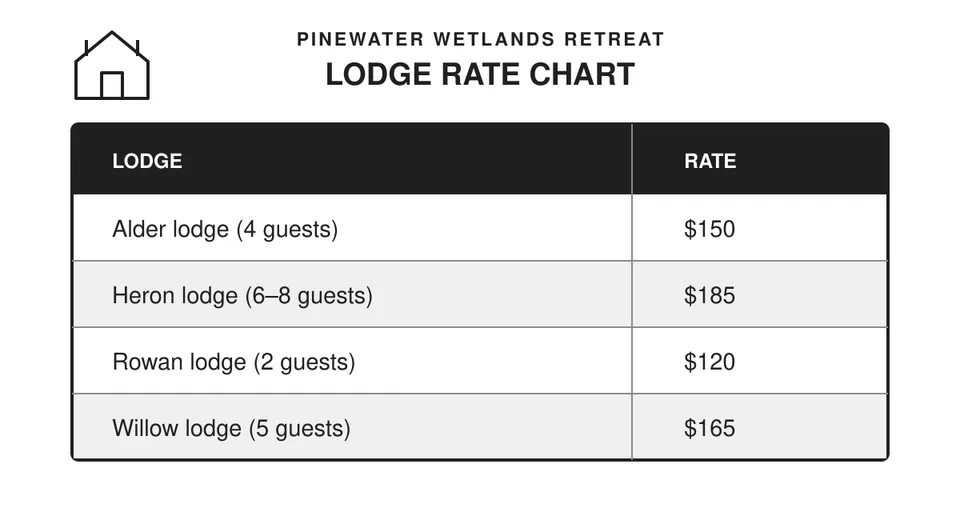 PINEWATER WETLANDS RETREAT
LODGE RATE CHART
LODGE RATE
Alder lodge (4 guests) $150
Heron lodge (6–8 guests) $185
Rowan lodge (2 guests) $120
Willow lodge (5 guests) $165